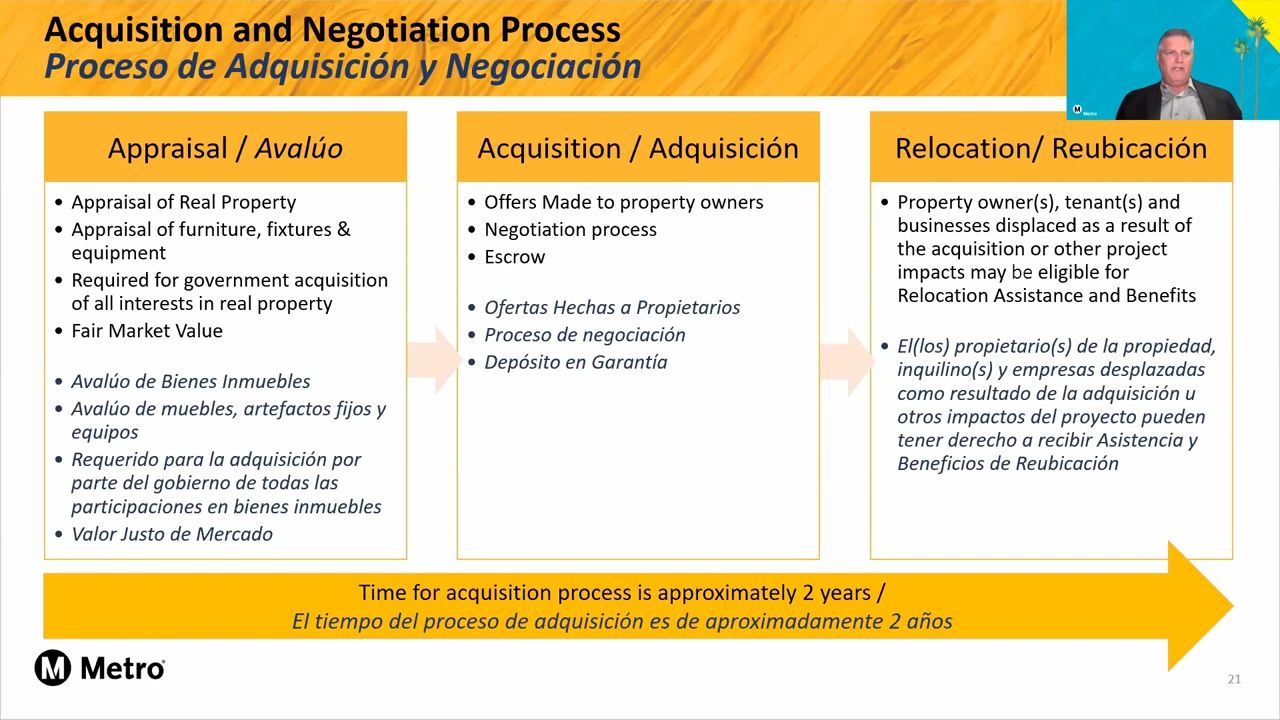 Acquisition and Negotiation Process
Proceso de Adquisición y Negociación
M Metro
Appraisal / Avalúo
• Appraisal of Real Property
• Appraisal of furniture, fixtures &
equipment
• Required for government acquisition
of all interests in real property
• Fair Market Value
• Avalúo de Bienes Inmuebles
• Avalúo de muebles, artefactos fijos y
equipos
• Requerido para la adquisición por
parte del gobierno de todas las
participaciones en bienes inmuebles
• Valor Justo de Mercado
Acquisition / Adquisición
• Offers Made to property owners
• Negotiation process
• Escrow
• Ofertas Hechas a Propietarios
• Proceso de negociación
• Depósito en Garantía
Relocation/ Reubicación
• Property owner(s), tenant(s) and
businesses displaced as a result of
the acquisition or other project
impacts may be eligible for
Relocation Assistance and Benefits
• El(los) propietario(s) de la propiedad,
inquilino(s) y empresas desplazadas
como resultado de la adquisición u
otros impactos del proyecto pueden
tener derecho a recibir Asistencia y
Beneficios de Reubicación
Time for acquisition process is approximately 2 years /
El tiempo del proceso de adquisición es de aproximadamente 2 años
M Metro
21